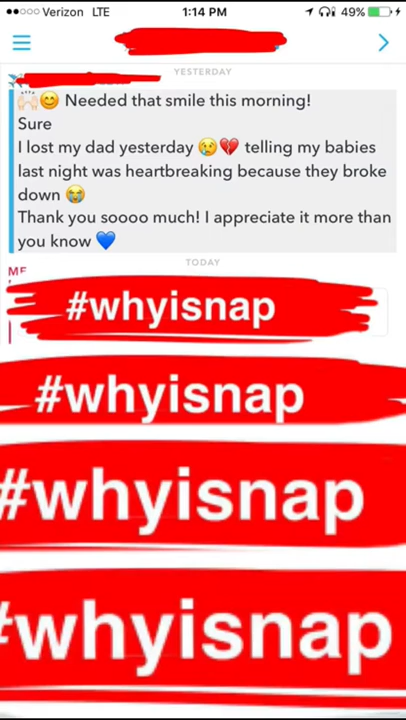 Verizon LTE 1:14 PM 49%
YESTERDAY
🙌🏻😊 Needed that smile this morning!
Sure
I lost my dad yesterday 😢💔 telling my babies
last night was heartbreaking because they broke
down 😭
Thank you soooo much! I appreciate it more than
you know 💙
TODAY
ME
#whyisnap
#whyisnap
#whyisnap
#whyisnap